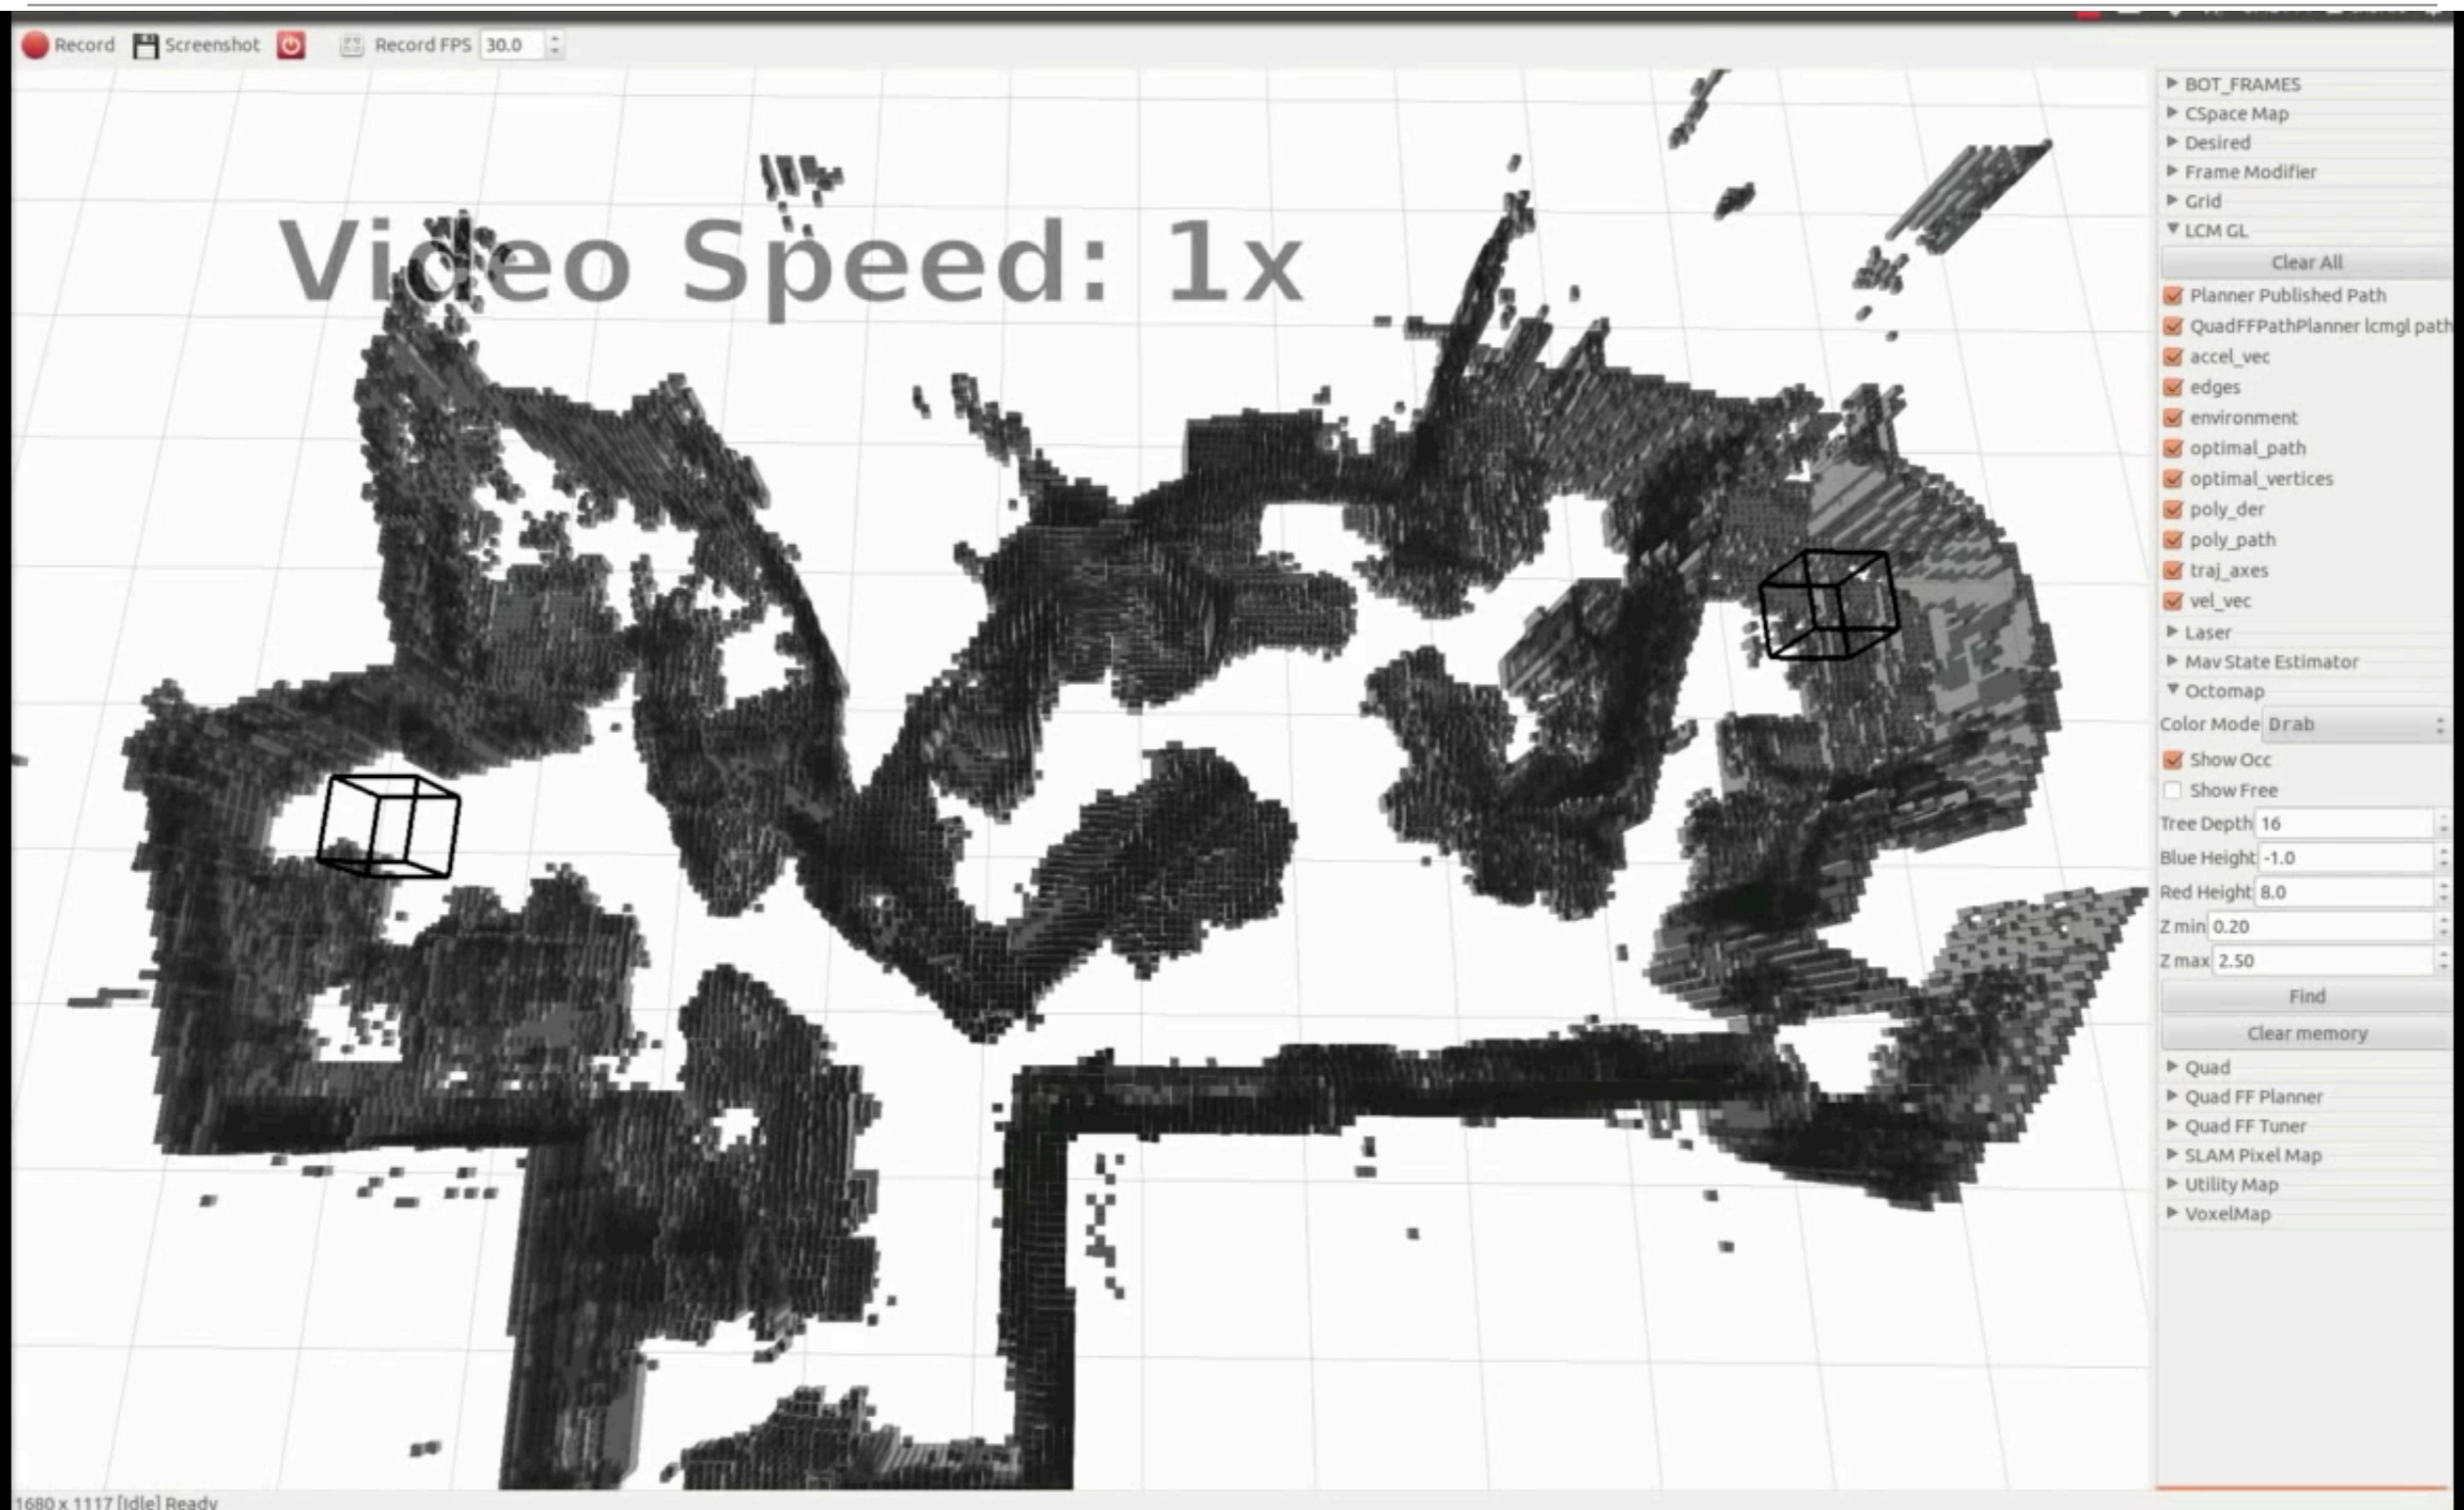 Record Screenshot Record FPS 30.0
Video Speed: 1x
BOT_FRAMES
CSpace Map
Desired
Frame Modifier
Grid
LCM GL
Clear All
Planner Published Path
QuadFFPathPlanner lcmgl path
accel_vec
edges
environment
optimal_path
optimal_vertices
poly_der
poly_path
traj_axes
vel_vec
Laser
Mav State Estimator
Octomap
Color Mode Drab
Show Occ
Show Free
Tree Depth 16
Blue Height -1.0
Red Height 8.0
Z min 0.20
Z max 2.50
Find
Clear memory
Quad
Quad FF Planner
Quad FF Tuner
SLAM Pixel Map
Utility Map
VoxelMap
1680 x 1117 [Idle] Ready